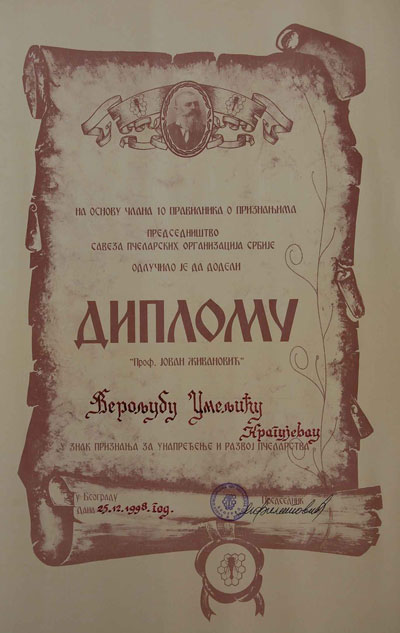 НА ОСНОВУ ЧЛАНА 10 ПРАВИЛНИКА О ПРИЗНАЊИМА
ПРЕДСЕДНИШТВО
САВЕЗА ПЧЕЛАРСКИХ ОРГАНИЗАЦИЈА СРБИЈЕ
ОДЛУЧИЛО ЈЕ ДА ДОДЕЛИ
ДИПЛОМУ
"Проф. ЈОВАН ЖИВАНОВИЋ"
Верољубу Умељићу
Крагујевац
У ЗНАК ПРИЗНАЊА ЗА УНАПРЕЂЕЊЕ И РАЗВОЈ ПЧЕЛАРСТВА
У Београду
Дана 25.12.1998. год.
Председник